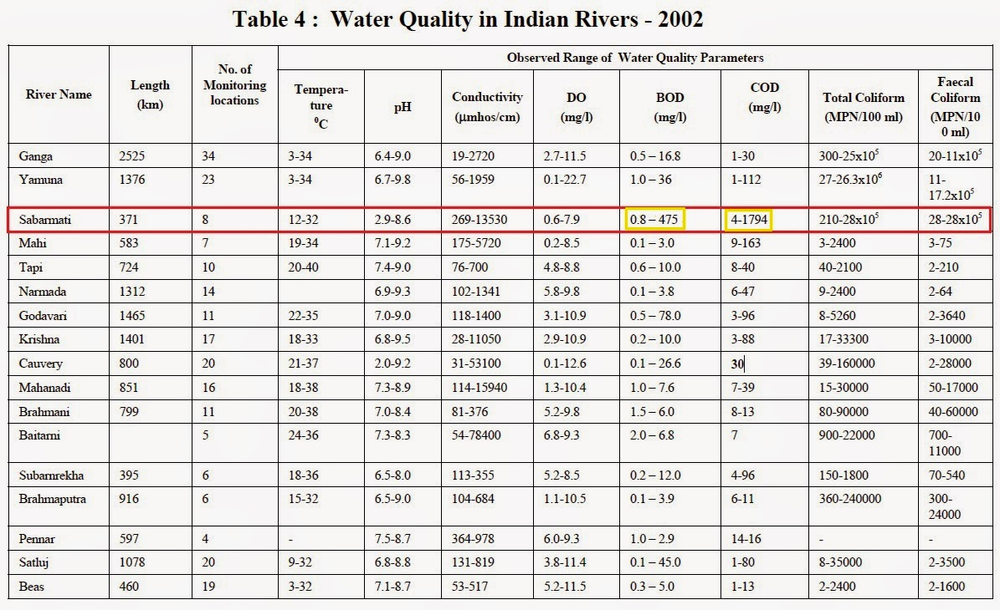 Table 4 : Water Quality in Indian Rivers - 2002
River Name Length (km) No. of Monitoring locations Observed Range of Water Quality Parameters
Tempera-ture ⁰C pH Conductivity (µmhos/cm) DO (mg/l) BOD (mg/l) COD (mg/l) Total Coliform (MPN/100 ml) Faecal Coliform (MPN/100 ml)
Ganga 2525 34 3-34 6.4-9.0 19-2720 2.7-11.5 0.5 – 16.8 1-30 300-25x10⁵ 20-11x10⁵
Yamuna 1376 23 3-34 6.7-9.8 56-1959 0.1-22.7 1.0 – 36 1-112 27-26.3x10⁶ 11-17.2x10⁵
Sabarmati 371 8 12-32 2.9-8.6 269-13530 0.6-7.9 0.8 – 475 4-1794 210-28x10⁵ 28-28x10⁵
Mahi 583 7 19-34 7.1-9.2 175-5720 0.2-8.5 0.1 – 3.0 9-163 3-2400 3-75
Tapi 724 10 20-40 7.4-9.0 76-700 4.8-8.8 0.6 – 10.0 8-40 40-2100 2-210
Narmada 1312 14 6.9-9.3 102-1341 5.8-9.8 0.1 – 3.8 6-47 9-2400 2-64
Godavari 1465 11 22-35 7.0-9.0 118-1400 3.1-10.9 0.5 – 78.0 3-96 8-5260 2-3640
Krishna 1401 17 18-33 6.8-9.5 28-11050 2.9-10.9 0.2 – 10.0 3-88 17-33300 3-10000
Cauvery 800 20 21-37 2.0-9.2 31-53100 0.1-12.6 0.1 – 26.6 30 39-160000 2-28000
Mahanadi 851 16 18-38 7.3-8.9 114-15940 1.3-10.4 1.0 – 7.6 7-39 15-30000 50-17000
Brahmani 799 11 20-38 7.0-8.4 81-376 5.2-9.8 1.5 – 6.0 8-13 80-90000 40-60000
Baitarni 5 24-36 7.3-8.3 54-78400 6.8-9.3 2.0 – 6.8 7 900-22000 700-11000
Subarnrekha 395 6 18-36 6.5-8.0 113-355 5.2-8.5 0.2 – 12.0 4-96 150-1800 70-540
Brahmaputra 916 6 15-32 6.5-9.0 104-684 1.1-10.5 0.1 – 3.9 6-11 360-240000 300-24000
Pennar 597 4 - 7.5-8.7 364-978 6.0-9.3 1.0 – 2.9 14-16 - -
Satluj 1078 20 9-32 6.8-8.8 131-819 3.8-11.4 0.1 – 45.0 1-80 8-35000 2-3500
Beas 460 19 3-32 7.1-8.7 53-517 5.2-11.5 0.3 – 5.0 1-13 2-2400 2-1600